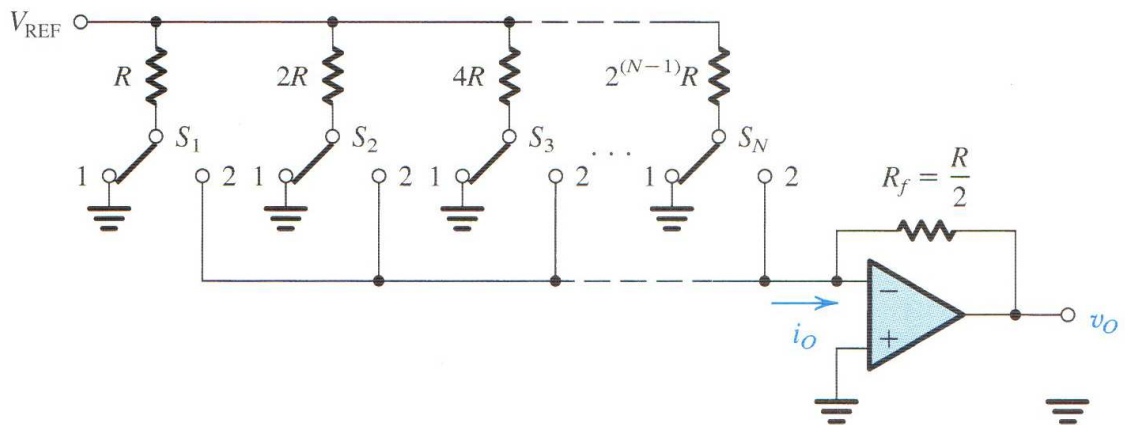 V_REF
R 2R 4R 2^(N−1)R
S_1 S_2 S_3 S_N
. . .
1 2 1 2 1 2 1 2
R_f = R/2
−
+
i_O
v_O